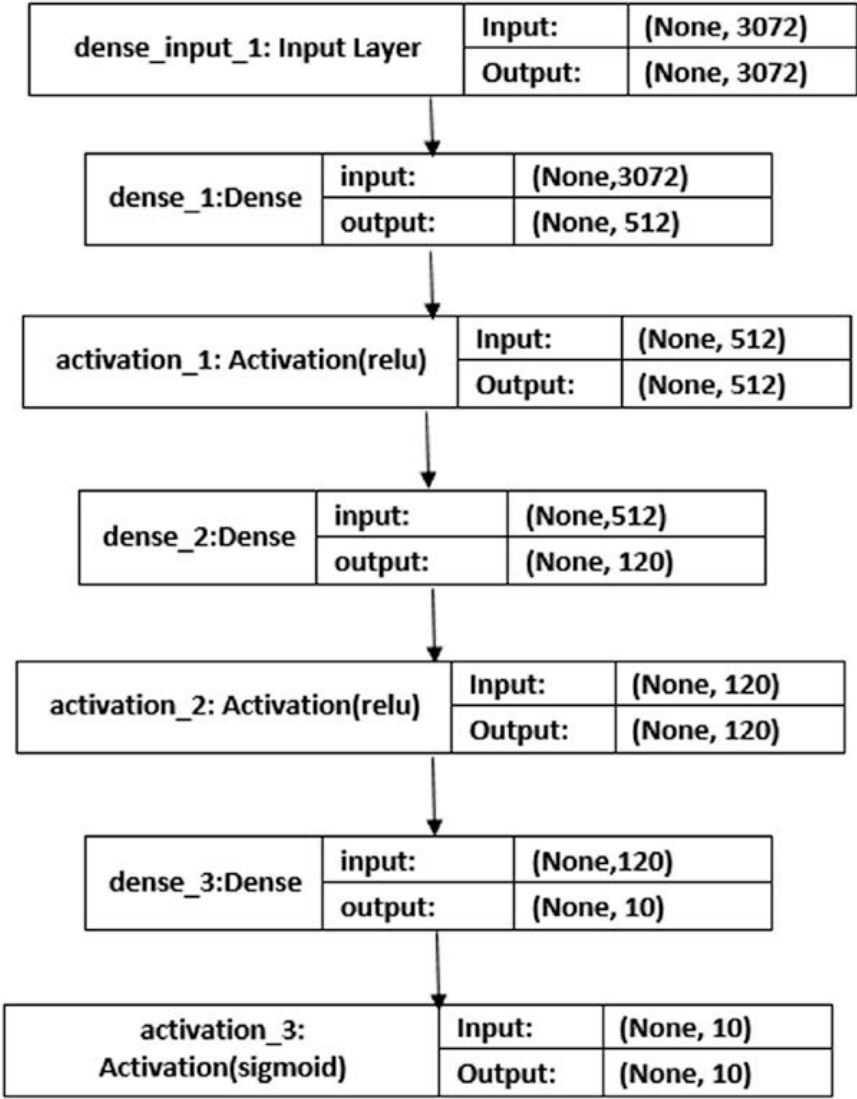 dense_input_1: Input Layer
Input:
(None, 3072)
Output:
(None, 3072)
dense_1:Dense
input:
(None,3072)
output:
(None, 512)
activation_1: Activation(relu)
Input:
(None, 512)
Output:
(None, 512)
dense_2:Dense
input:
(None,512)
output:
(None, 120)
activation_2: Activation(relu)
Input:
(None, 120)
Output:
(None, 120)
dense_3:Dense
input:
(None,120)
output:
(None, 10)
activation_3:
Activation(sigmoid)
Input:
(None, 10)
Output:
(None, 10)